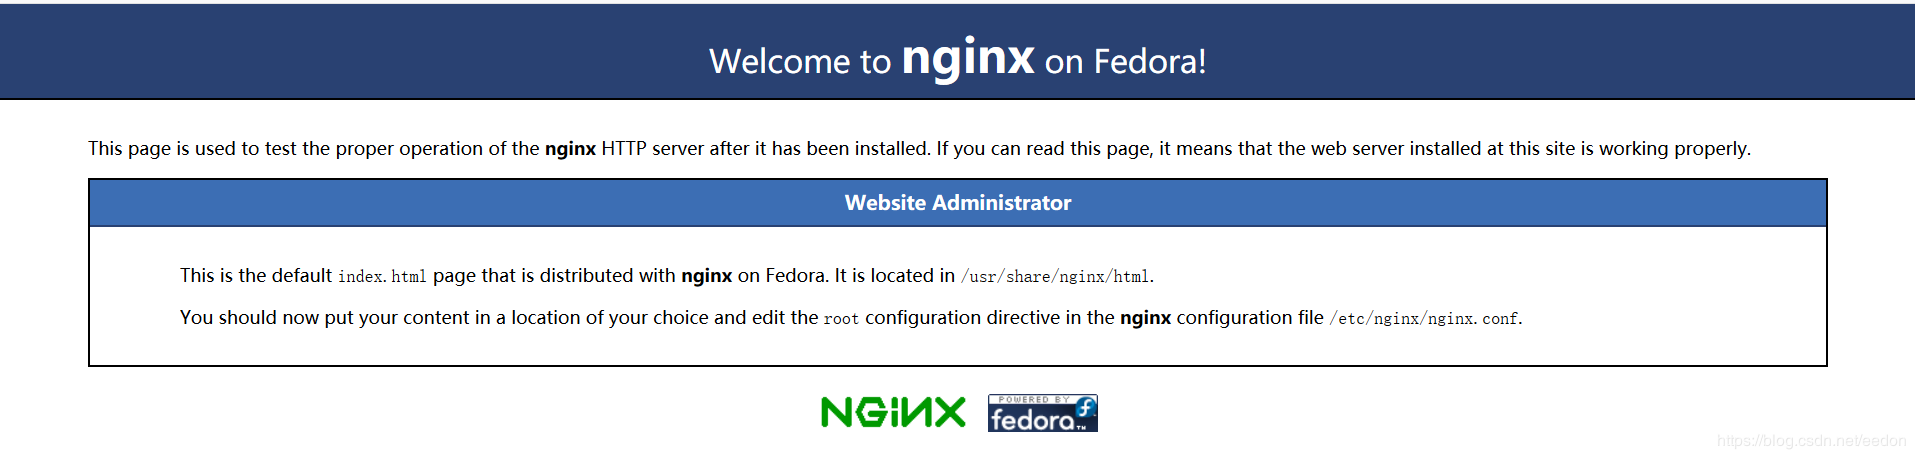 Welcome to nginx on Fedora!
This page is used to test the proper operation of the nginx HTTP server after it has been installed. If you can read this page, it means that the web server installed at this site is working properly.
Website Administrator
This is the default index.html page that is distributed with nginx on Fedora. It is located in /usr/share/nginx/html.
You should now put your content in a location of your choice and edit the root configuration directive in the nginx configuration file /etc/nginx/nginx.conf.
NGINX
POWERED BY
fedora™
https://blog.csdn.net/eedon